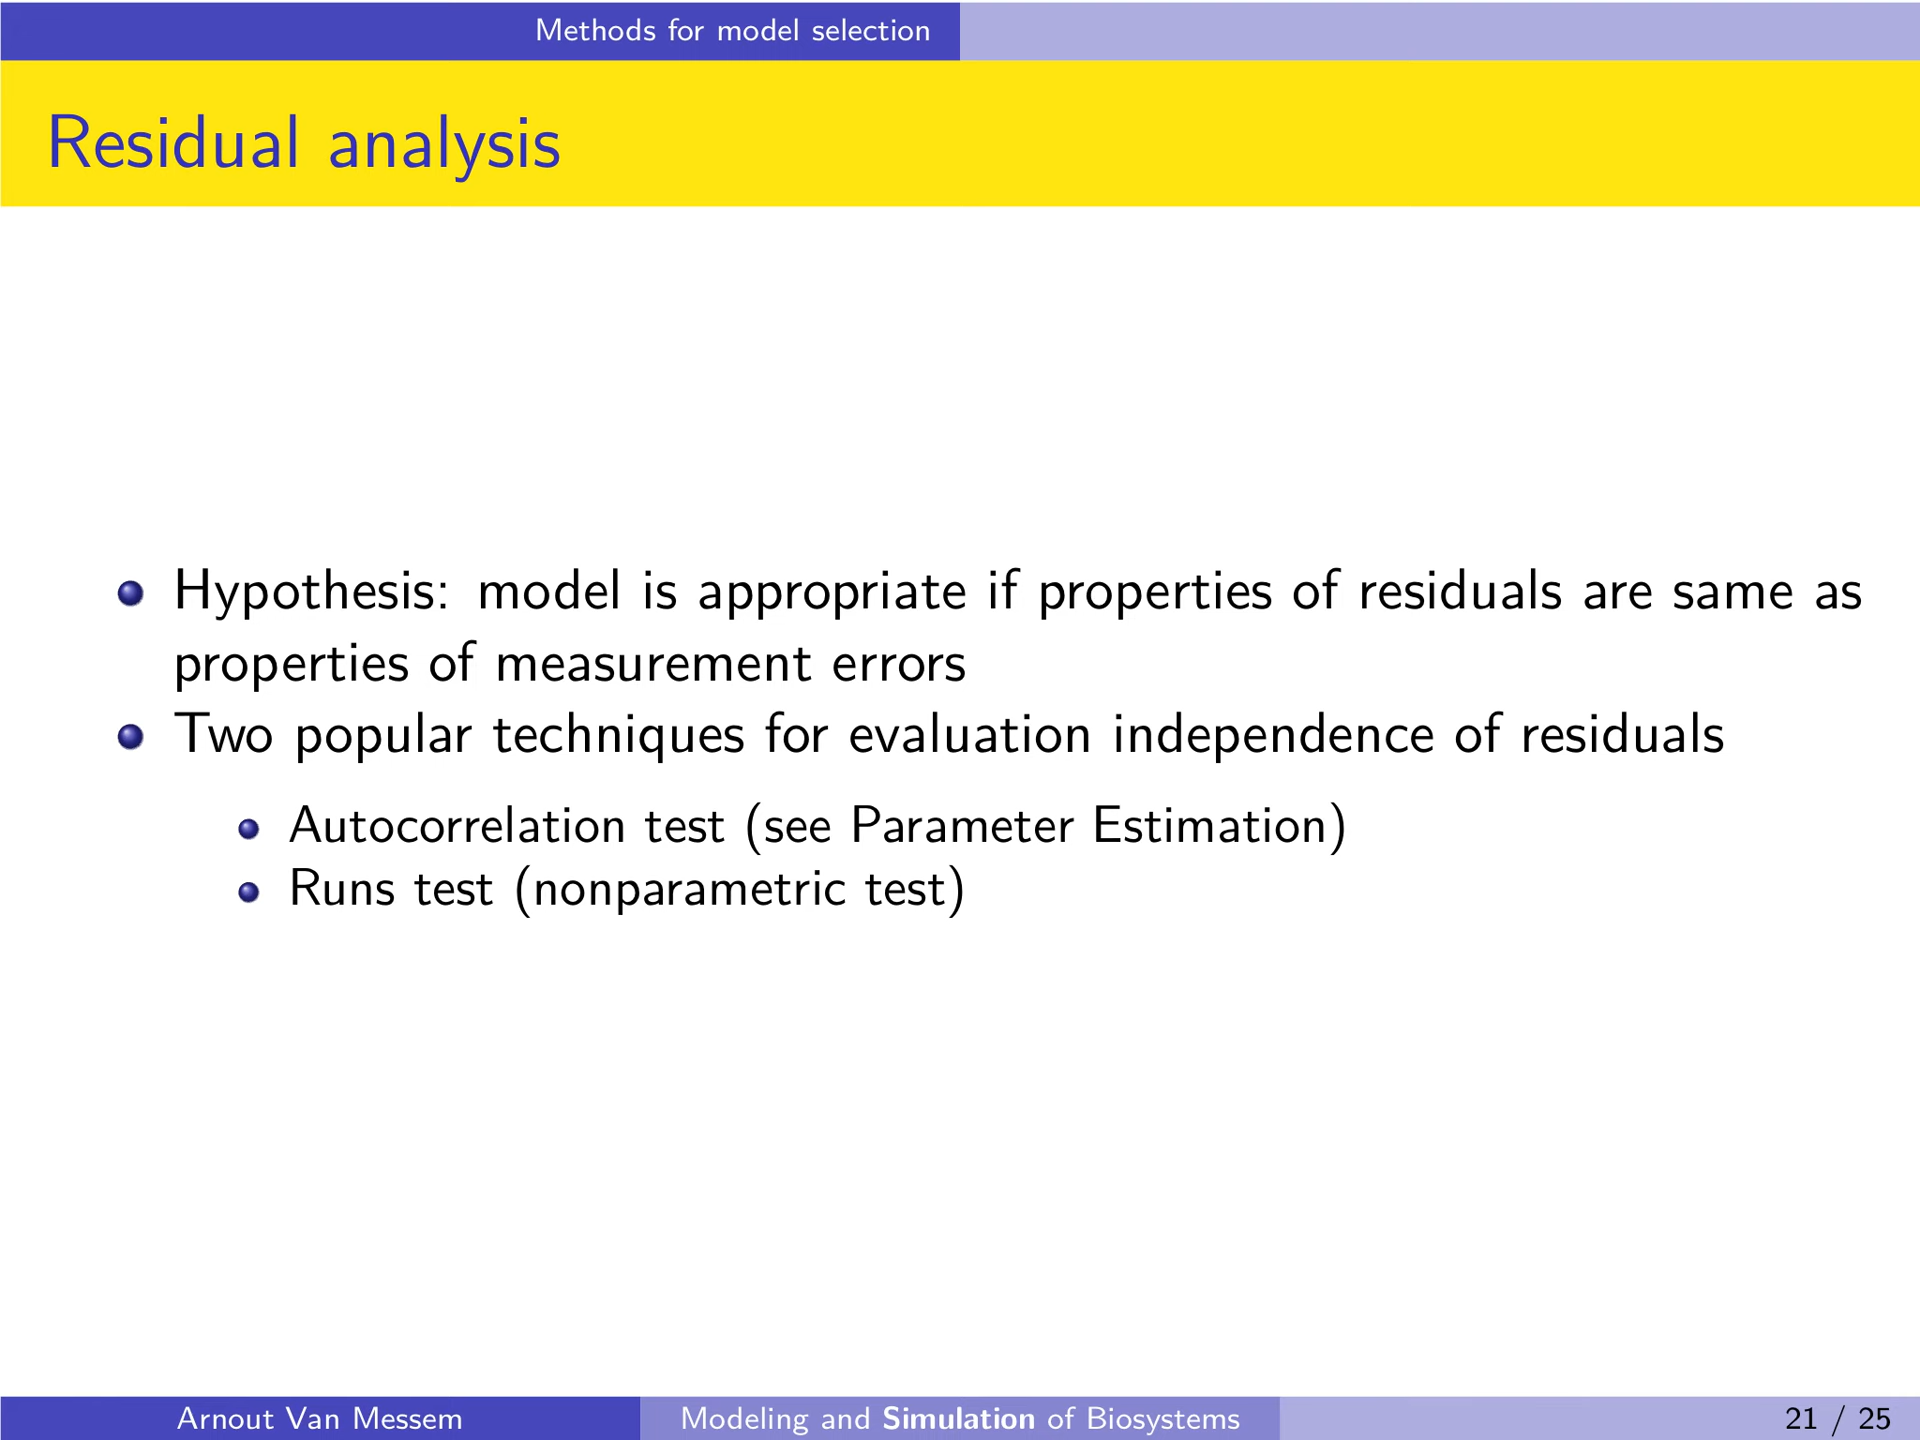 Methods for model selection
Residual analysis
Hypothesis: model is appropriate if properties of residuals are same as
properties of measurement errors
Two popular techniques for evaluation independence of residuals
Autocorrelation test (see Parameter Estimation)
Runs test (nonparametric test)
Arnout Van Messem
Modeling and Simulation of Biosystems
21 / 25